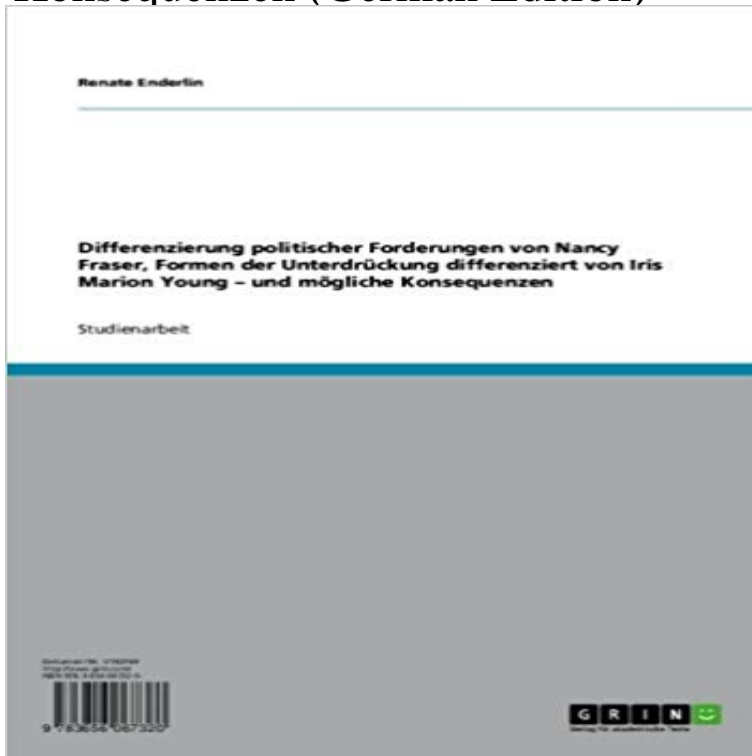 Konsequenzen (German Edition)
Renate Enderlin
Differenzierung politischer Forderungen von Nancy
Fraser, Formen der Unterdrückung differenziert von Iris
Marion Young – und mögliche Konsequenzen
Studienarbeit
9 783656 067320
GRIN